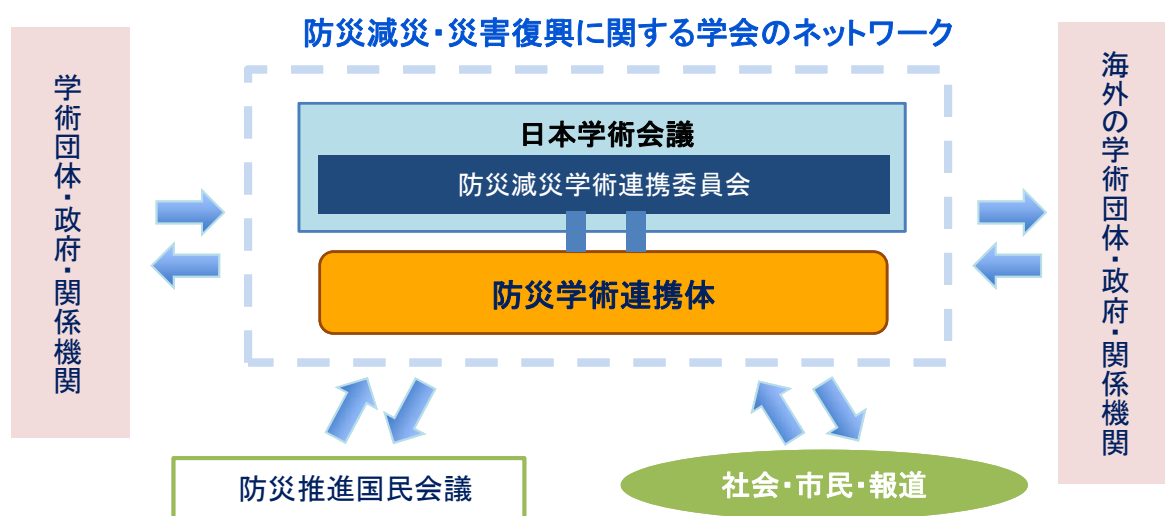 防災減災・災害復興に関する学会のネットワーク
学術団体・政府・関係機関
日本学術会議
防災減災学術連携委員会
防災学術連携体
海外の学術団体・政府・関係機関
防災推進国民会議
社会・市民・報道